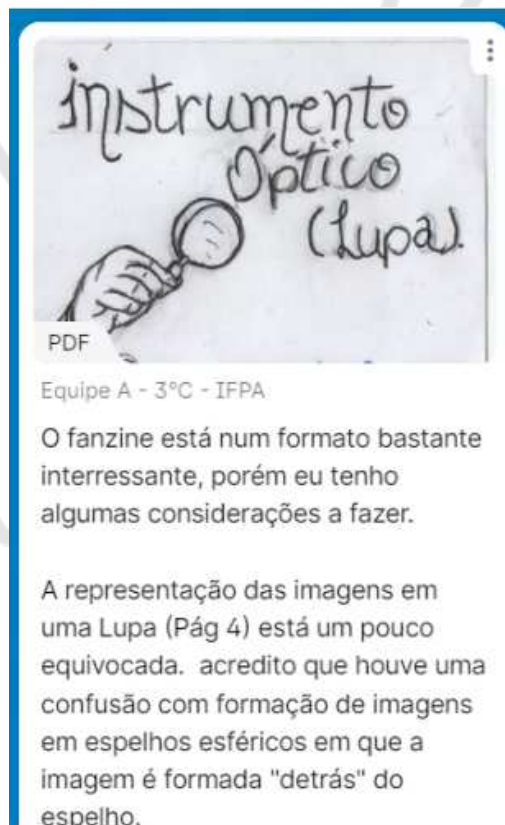 instrumento
Óptico
(Lupa).
PDF
Equipe A - 3°C - IFPA
O fanzine está num formato bastante
interressante, porém eu tenho
algumas considerações a fazer.
A representação das imagens em
uma Lupa (Pág 4) está um pouco
equivocada. acredito que houve uma
confusão com formação de imagens
em espelhos esféricos em que a
imagem é formada "detrás" do
espelho.